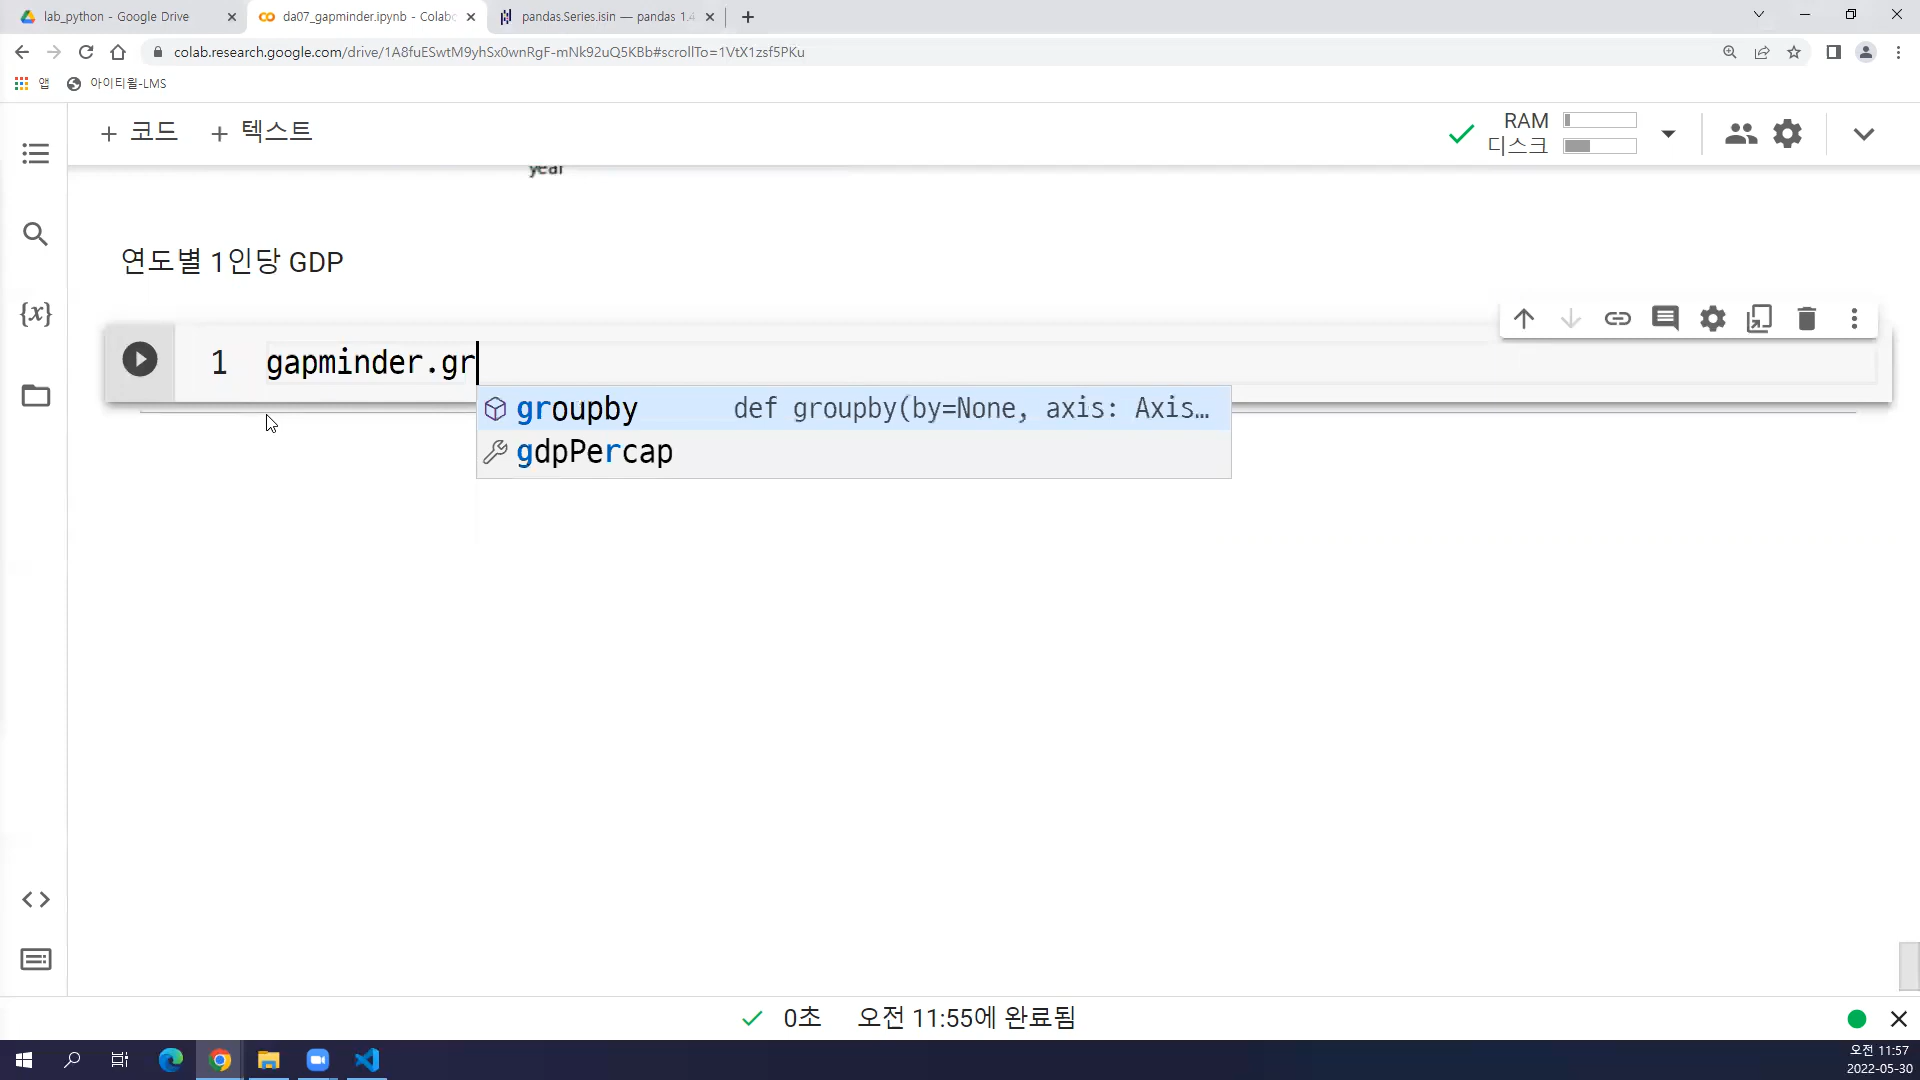 lab_python - Google Drive
da07_gapminder.ipynb - Colabo
pandas.Series.isin — pandas 1.4
colab.research.google.com/drive/1A8fuESwtM9yhSx0wnRgF-mNk92uQ5KBb#scrollTo=1VtX1zsf5PKu
앱
아이티윌-LMS
+ 코드
+ 텍스트
RAM
디스크
year
연도별 1인당 GDP
{x}
1 gapminder.gr
groupby def groupby(by=None, axis: Axis…
gdpPercap
0초 오전 11:55에 완료됨
오전 11:57
2022-05-30